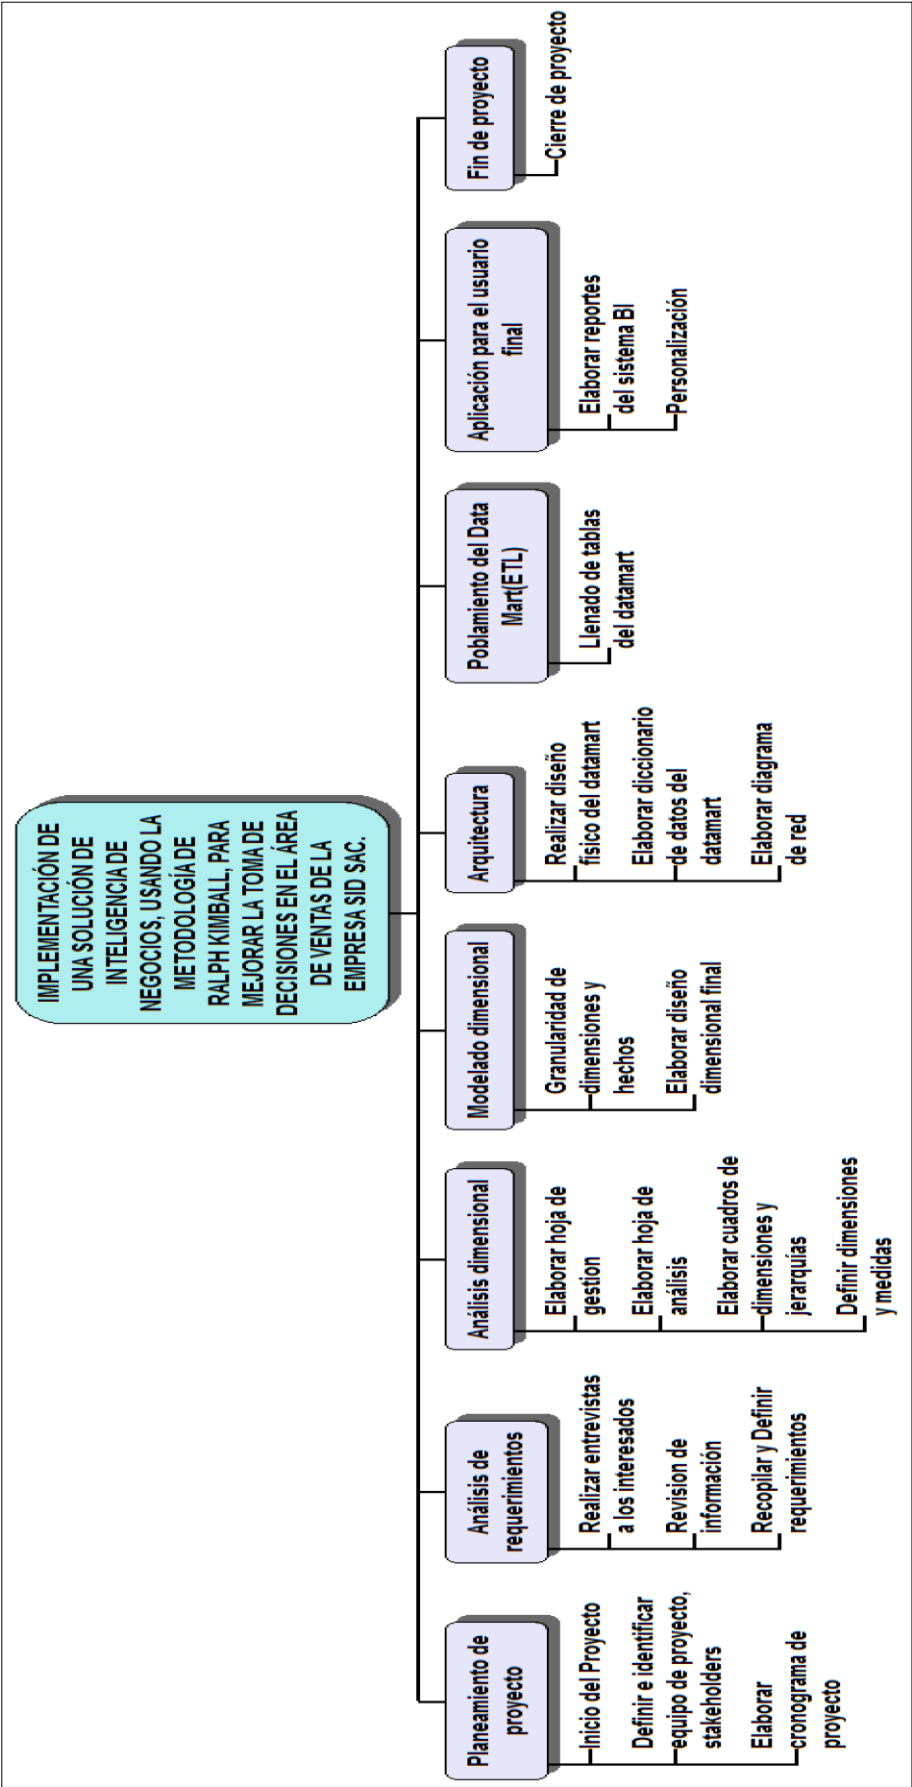 IMPLEMENTACIÓN DE
UNA SOLUCIÓN DE
INTELIGENCIA DE
NEGOCIOS, USANDO LA
METODOLOGÍA DE
RALPH KIMBALL, PARA
MEJORAR LA TOMA DE
DECISIONES EN EL ÁREA
DE VENTAS DE LA
EMPRESA SID SAC.
Planeamiento de
proyecto
Inicio del Proyecto
Definir e identificar
equipo de proyecto,
stakeholders
Elaborar
cronograma de
proyecto
Análisis de
requerimientos
Realizar entrevistas
a los interesados
Revision de
información
Recopilar y Definir
requerimientos
Análisis dimensional
Elaborar hoja de
gestion
Elaborar hoja de
análisis
Elaborar cuadros de
dimensiones y
jerarquías
Definir dimensiones
y medidas
Modelado dimensional
Granularidad de
dimensiones y
hechos
Elaborar diseño
dimensional final
Arquitectura
Realizar diseño
físico del datamart
Elaborar diccionario
de datos del
datamart
Elaborar diagrama
de red
Poblamiento del Data
Mart(ETL)
Llenado de tablas
del datamart
Aplicación para el usuario
final
Elaborar reportes
del sistema BI
Personalización
Fin de proyecto
Cierre de proyecto